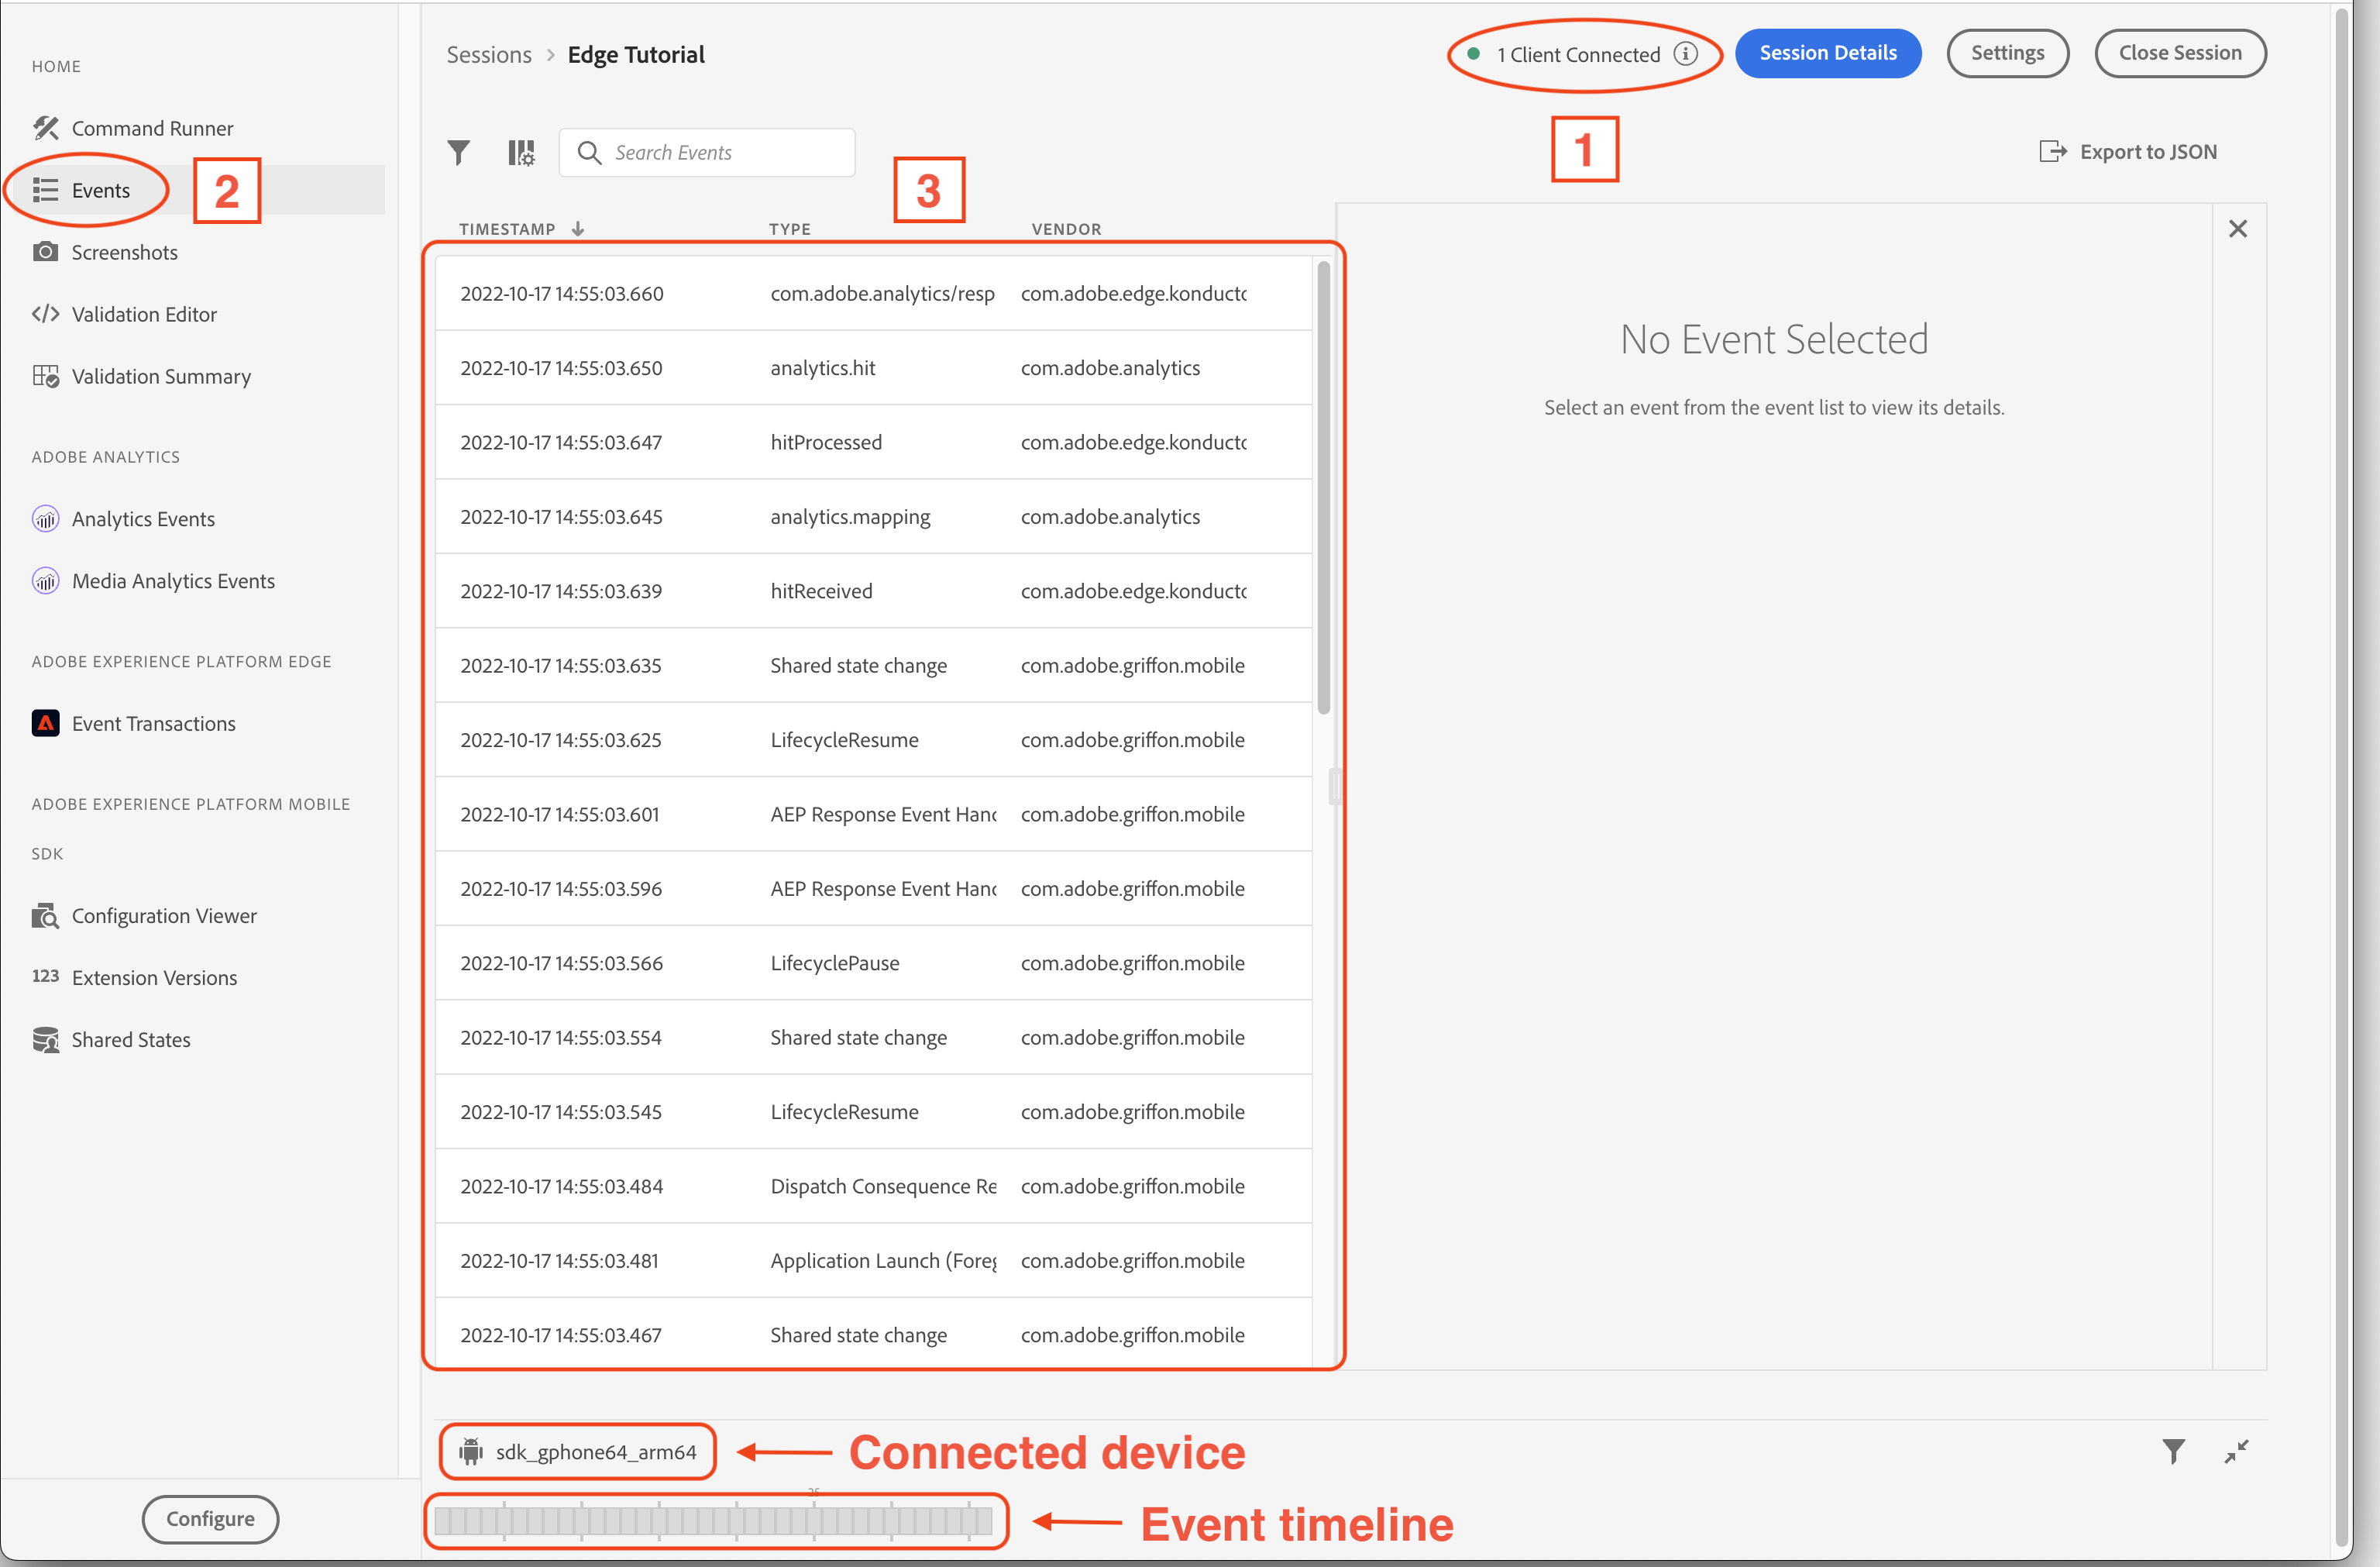 HOME
Command Runner
Events
2
Screenshots
Validation Editor
Validation Summary
ADOBE ANALYTICS
Analytics Events
Media Analytics Events
ADOBE EXPERIENCE PLATFORM EDGE
Event Transactions
ADOBE EXPERIENCE PLATFORM MOBILE
SDK
Configuration Viewer
123 Extension Versions
Shared States
Configure
Sessions > Edge Tutorial
1 Client Connected
Session Details
Settings
Close Session
1
Search Events
3
Export to JSON
TIMESTAMP TYPE VENDOR
2022-10-17 14:55:03.660 com.adobe.analytics/resp com.adobe.edge.konductc
2022-10-17 14:55:03.650 analytics.hit com.adobe.analytics
2022-10-17 14:55:03.647 hitProcessed com.adobe.edge.konductc
2022-10-17 14:55:03.645 analytics.mapping com.adobe.analytics
2022-10-17 14:55:03.639 hitReceived com.adobe.edge.konductc
2022-10-17 14:55:03.635 Shared state change com.adobe.griffon.mobile
2022-10-17 14:55:03.625 LifecycleResume com.adobe.griffon.mobile
2022-10-17 14:55:03.601 AEP Response Event Hanc com.adobe.griffon.mobile
2022-10-17 14:55:03.596 AEP Response Event Hanc com.adobe.griffon.mobile
2022-10-17 14:55:03.566 LifecyclePause com.adobe.griffon.mobile
2022-10-17 14:55:03.554 Shared state change com.adobe.griffon.mobile
2022-10-17 14:55:03.545 LifecycleResume com.adobe.griffon.mobile
2022-10-17 14:55:03.484 Dispatch Consequence Re com.adobe.griffon.mobile
2022-10-17 14:55:03.481 Application Launch (Foreg com.adobe.griffon.mobile
2022-10-17 14:55:03.467 Shared state change com.adobe.griffon.mobile
No Event Selected
Select an event from the event list to view its details.
sdk_gphone64_arm64
Connected device
25
Event timeline